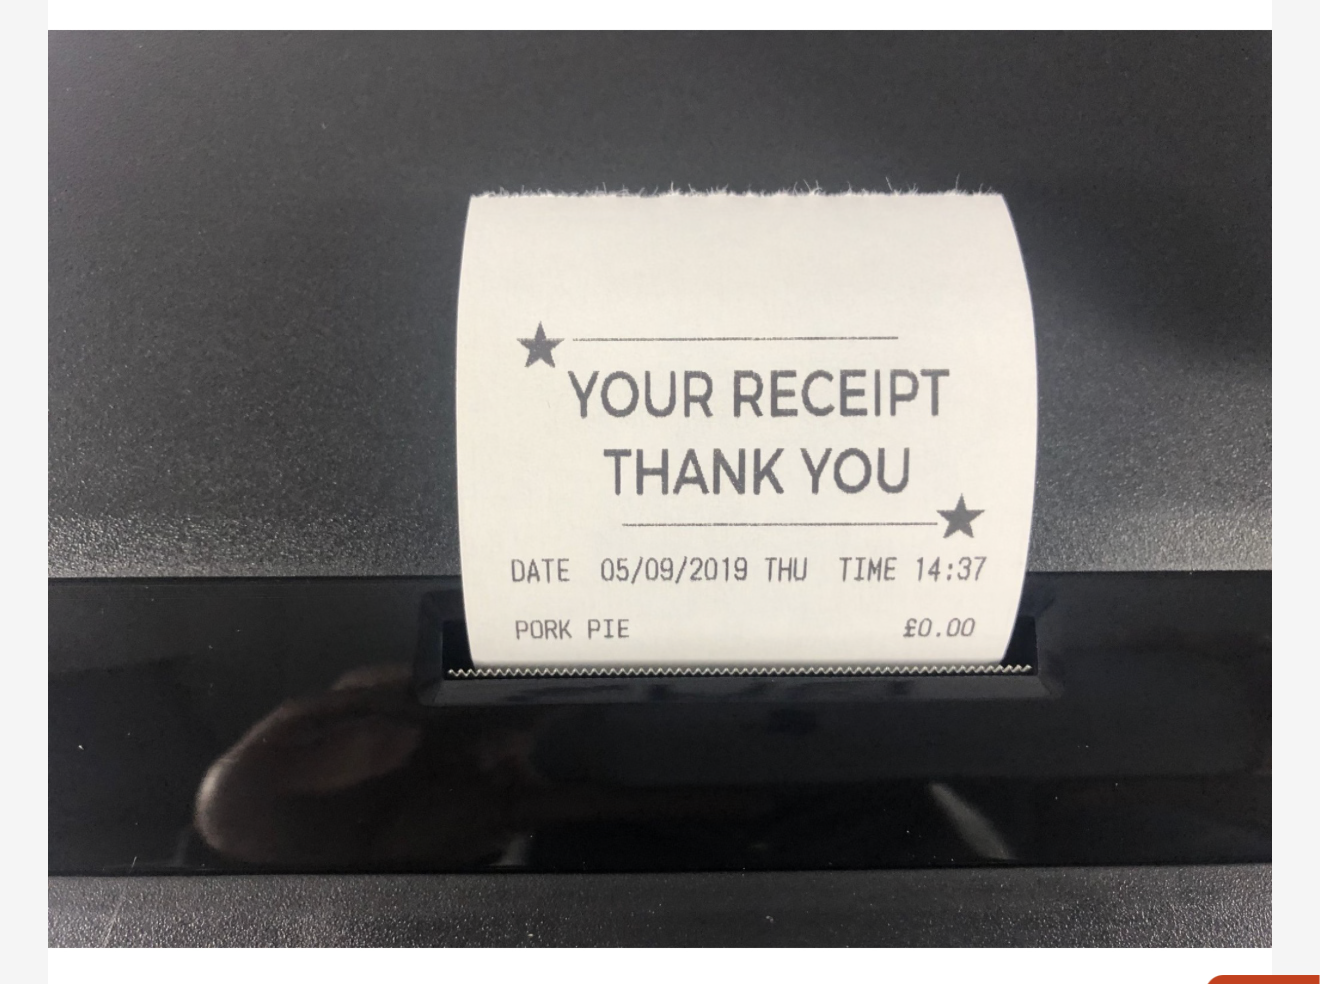 YOUR RECEIPT
THANK YOU
DATE 05/09/2019 THU TIME 14:37
PORK PIE £0.00